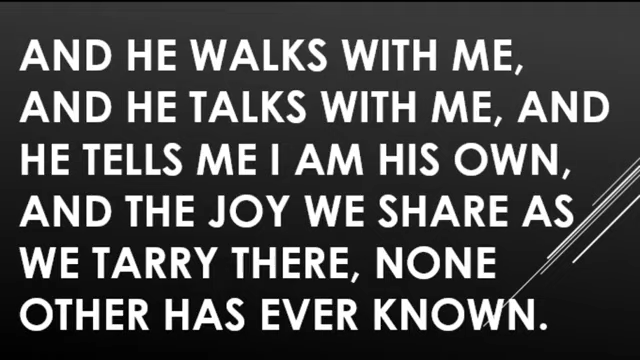 AND HE WALKS WITH ME,
AND HE TALKS WITH ME, AND
HE TELLS ME I AM HIS OWN,
AND THE JOY WE SHARE AS
WE TARRY THERE, NONE
OTHER HAS EVER KNOWN.